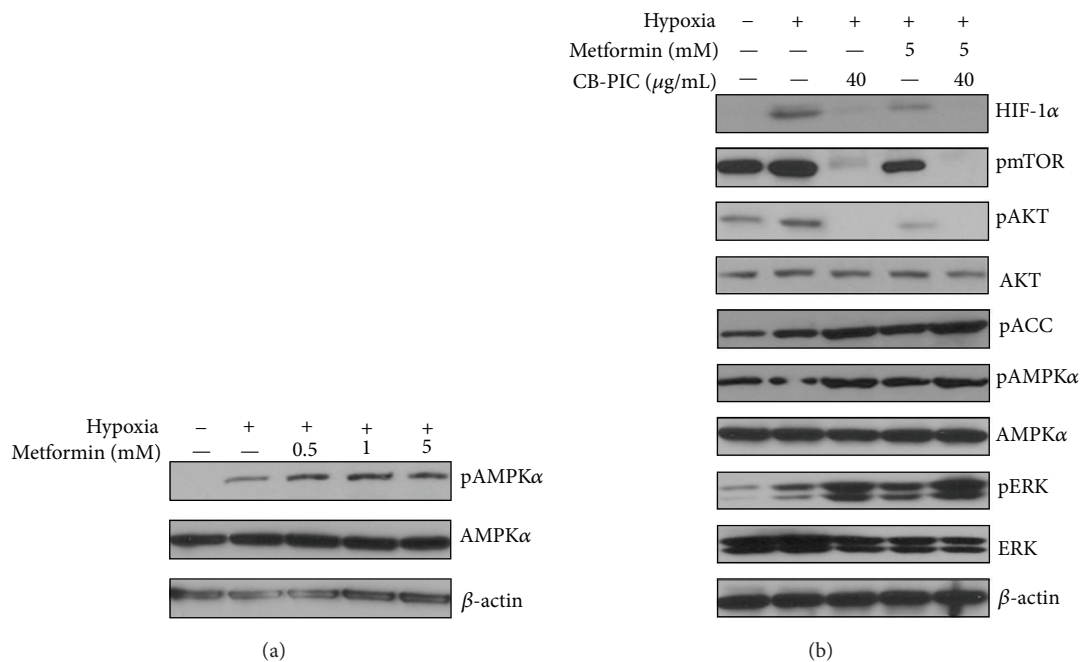 Hypoxia – + + + +
Metformin (mM) — — — 5 5
CB-PIC (μg/mL) — — 40 — 40
HIF-1α
pmTOR
pAKT
AKT
pACC
pAMPKα
AMPKα
pERK
ERK
β-actin
(b)
Hypoxia – + + + +
Metformin (mM) — — 0.5 1 5
pAMPKα
AMPKα
β-actin
(a)